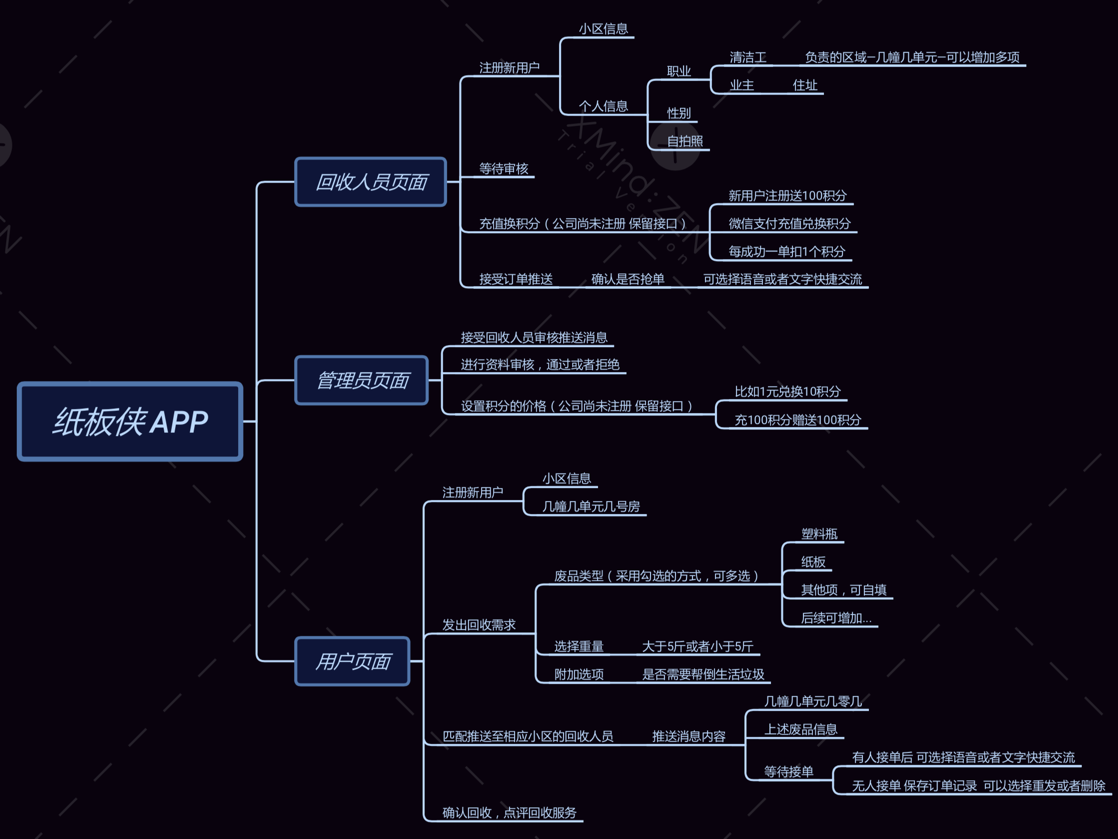 纸板侠 APP
回收人员页面
注册新用户
小区信息
个人信息
职业
清洁工
负责的区域—几幢几单元—可以增加多项
业主
住址
性别
自拍照
等待审核
充值换积分（公司尚未注册 保留接口）
新用户注册送100积分
微信支付充值兑换积分
每成功一单扣1个积分
接受订单推送
确认是否抢单
可选择语音或者文字快捷交流
管理员页面
接受回收人员审核推送消息
进行资料审核，通过或者拒绝
设置积分的价格（公司尚未注册 保留接口）
比如1元兑换10积分
充100积分赠送100积分
用户页面
注册新用户
小区信息
几幢几单元几号房
发出回收需求
废品类型（采用勾选的方式，可多选）
塑料瓶
纸板
其他项，可自填
后续可增加...
选择重量
大于5斤或者小于5斤
附加选项
是否需要帮倒生活垃圾
匹配推送至相应小区的回收人员
推送消息内容
几幢几单元几零几
上述废品信息
等待接单
有人接单后 可选择语音或者文字快捷交流
无人接单 保存订单记录 可以选择重发或者删除
确认回收，点评回收服务
XMind:ZEN
Trial Version
ZEN